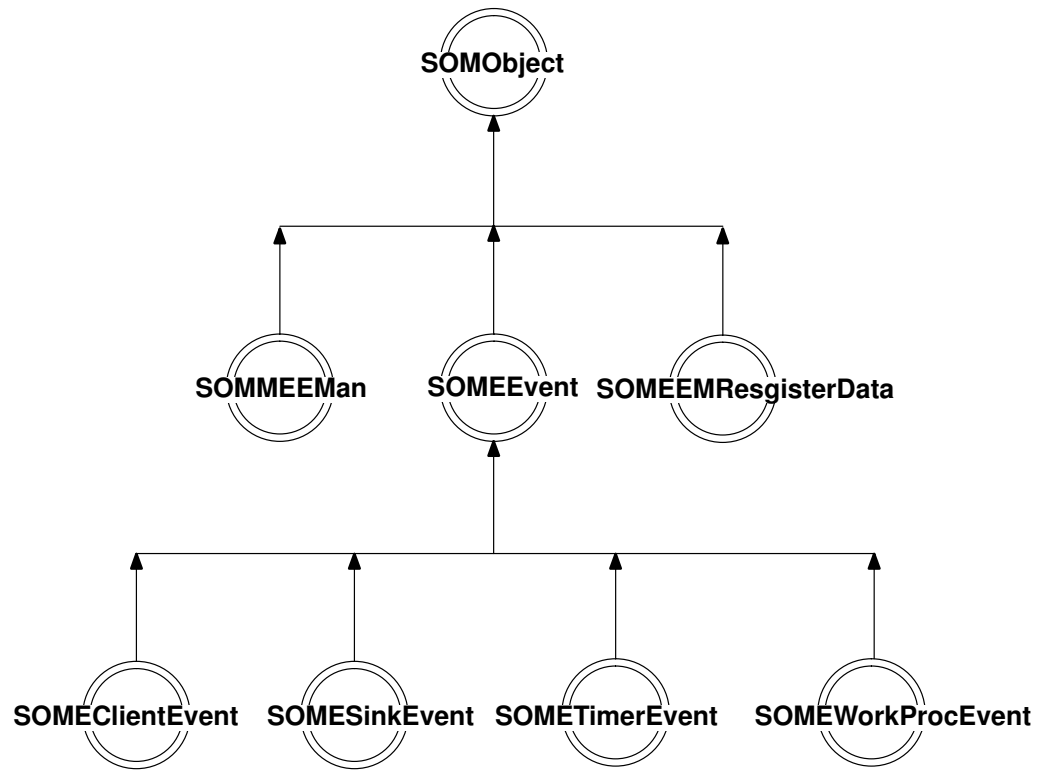 SOMObject
SOMMEEMan
SOMEEvent
SOMEEMResgisterData
SOMEClientEvent
SOMESinkEvent
SOMETimerEvent
SOMEWorkProcEvent